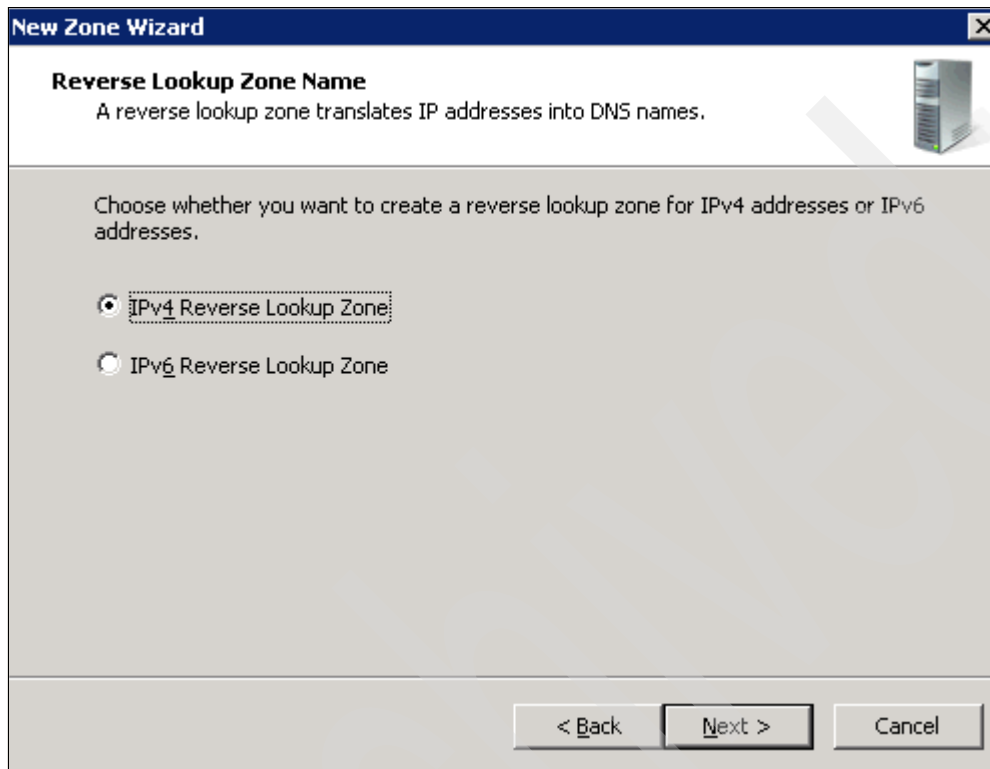 New Zone Wizard
Reverse Lookup Zone Name
A reverse lookup zone translates IP addresses into DNS names.
Choose whether you want to create a reverse lookup zone for IPv4 addresses or IPv6
addresses.
IPv4 Reverse Lookup Zone
IPv6 Reverse Lookup Zone
< Back
Next >
Cancel